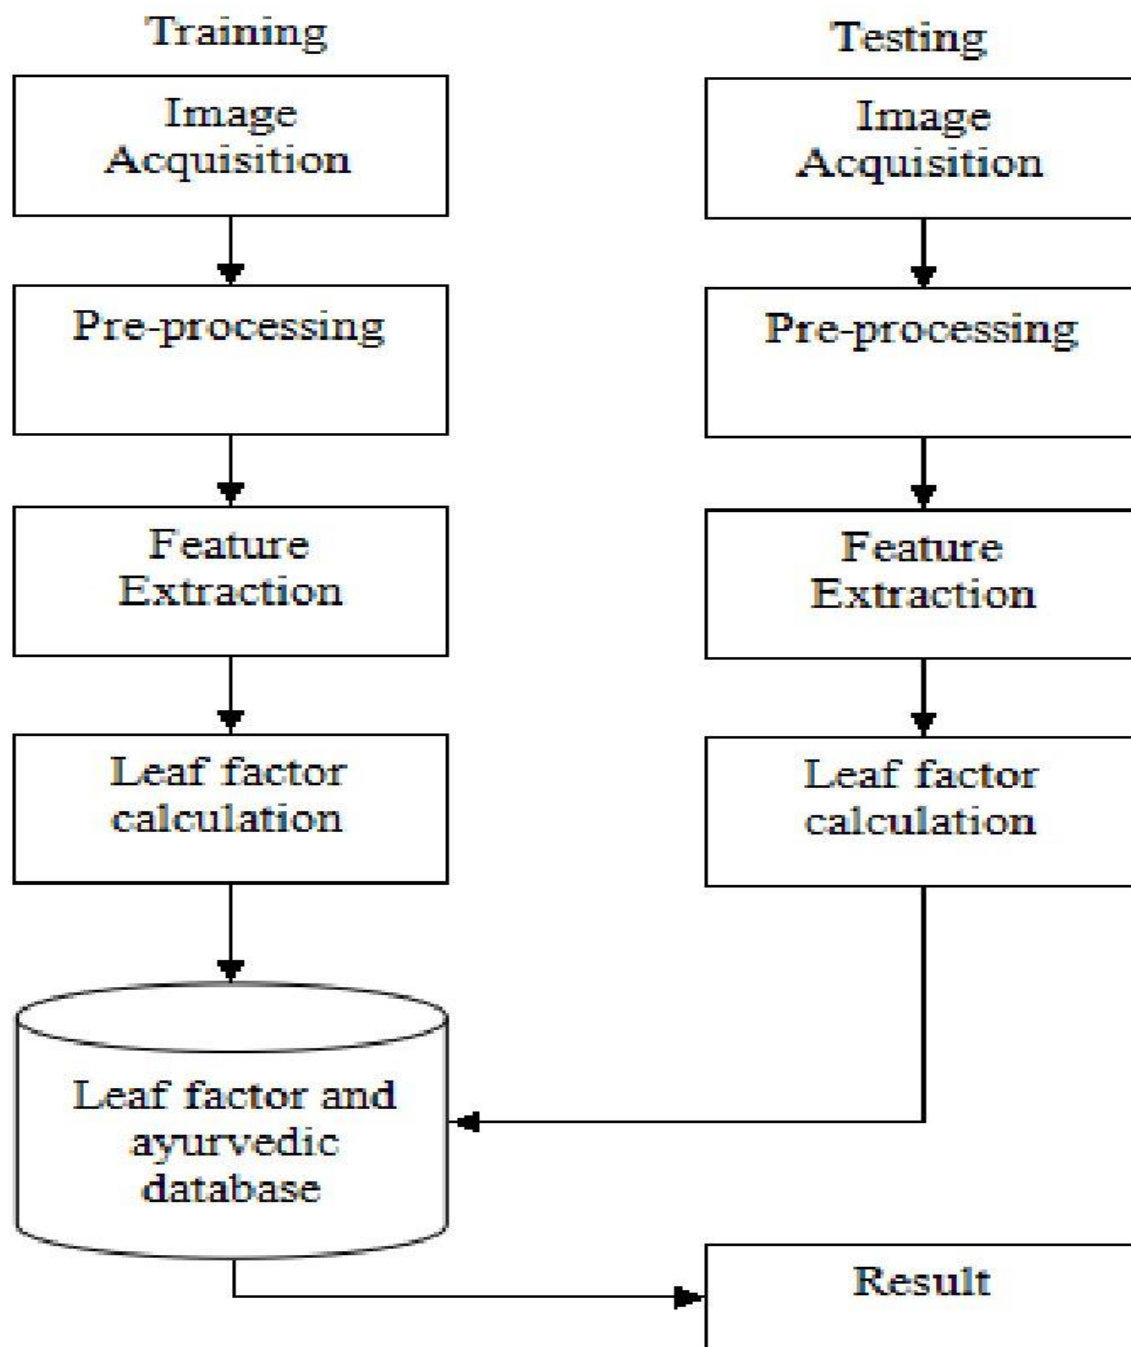 Training
Image
Acquisition
Pre-processing
Feature
Extraction
Leaf factor
calculation
Leaf factor and
ayurvedic
database
Testing
Image
Acquisition
Pre-processing
Feature
Extraction
Leaf factor
calculation
Result